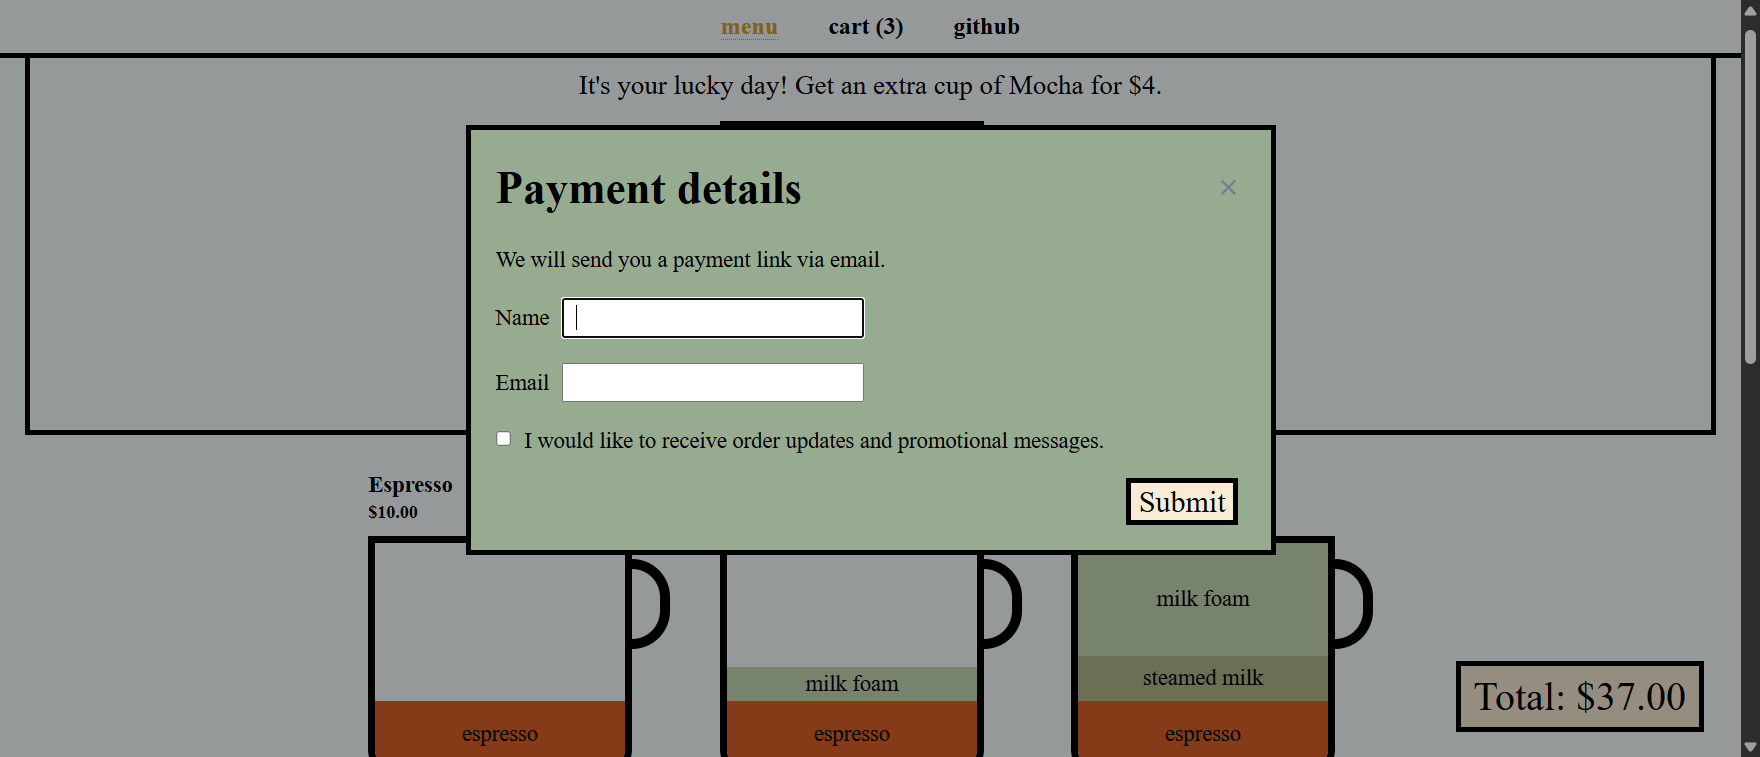 menu cart (3) github
It's your lucky day! Get an extra cup of Mocha for $4.
Payment details
×
We will send you a payment link via email.
Name
Email
I would like to receive order updates and promotional messages.
Submit
Espresso
$10.00
milk foam
espresso
milk foam
espresso
steamed milk
espresso
Total: $37.00